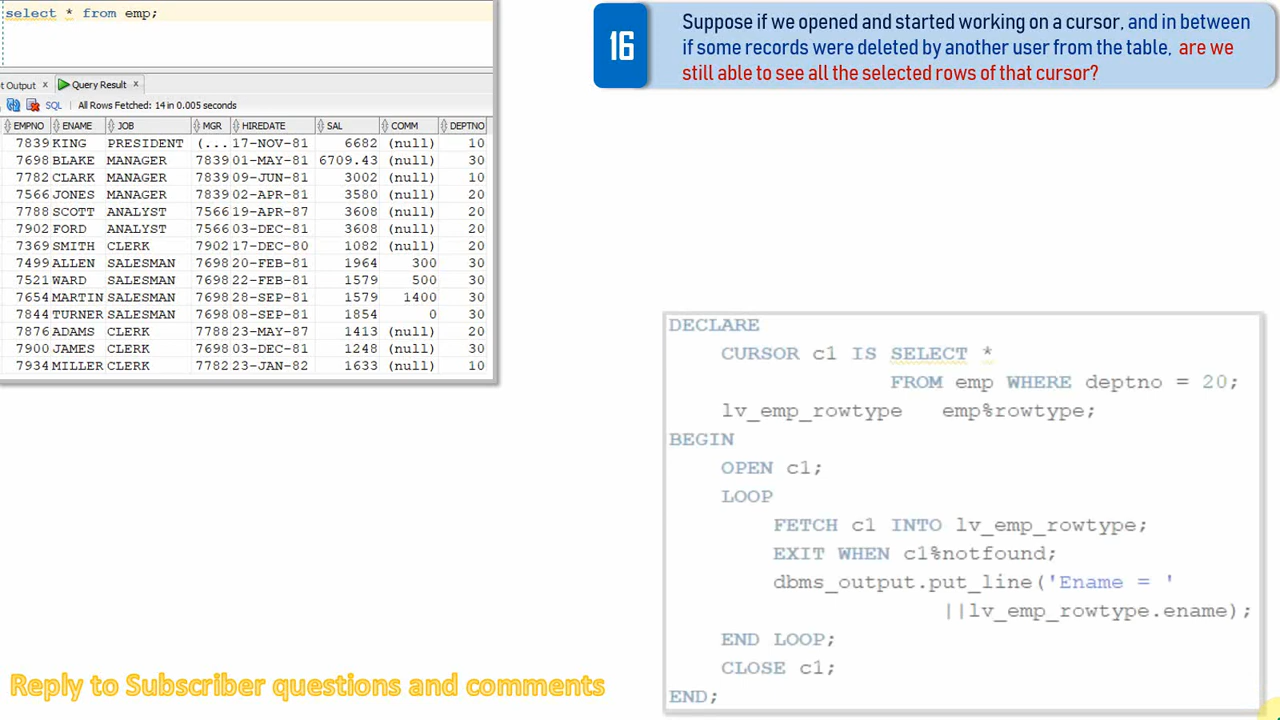 select * from emp;
t Output × Query Result ×
SQL | All Rows Fetched: 14 in 0.005 seconds
EMPNO ENAME JOB MGR HIREDATE SAL COMM DEPTNO
7839 KING PRESIDENT (... 17-NOV-81 6682 (null) 10
7698 BLAKE MANAGER 7839 01-MAY-81 6709.43 (null) 30
7782 CLARK MANAGER 7839 09-JUN-81 3002 (null) 10
7566 JONES MANAGER 7839 02-APR-81 3580 (null) 20
7788 SCOTT ANALYST 7566 19-APR-87 3608 (null) 20
7902 FORD ANALYST 7566 03-DEC-81 3608 (null) 20
7369 SMITH CLERK 7902 17-DEC-80 1082 (null) 20
7499 ALLEN SALESMAN 7698 20-FEB-81 1964 300 30
7521 WARD SALESMAN 7698 22-FEB-81 1579 500 30
7654 MARTIN SALESMAN 7698 28-SEP-81 1579 1400 30
7844 TURNER SALESMAN 7698 08-SEP-81 1854 0 30
7876 ADAMS CLERK 7788 23-MAY-87 1413 (null) 20
7900 JAMES CLERK 7698 03-DEC-81 1248 (null) 30
7934 MILLER CLERK 7782 23-JAN-82 1633 (null) 10
16
Suppose if we opened and started working on a cursor, and in between
if some records were deleted by another user from the table, are we
still able to see all the selected rows of that cursor?
DECLARE
CURSOR c1 IS SELECT *
FROM emp WHERE deptno = 20;
lv_emp_rowtype emp%rowtype;
BEGIN
OPEN c1;
LOOP
FETCH c1 INTO lv_emp_rowtype;
EXIT WHEN c1%notfound;
dbms_output.put_line('Ename = '
||lv_emp_rowtype.ename);
END LOOP;
CLOSE c1;
END;
Reply to Subscriber questions and comments